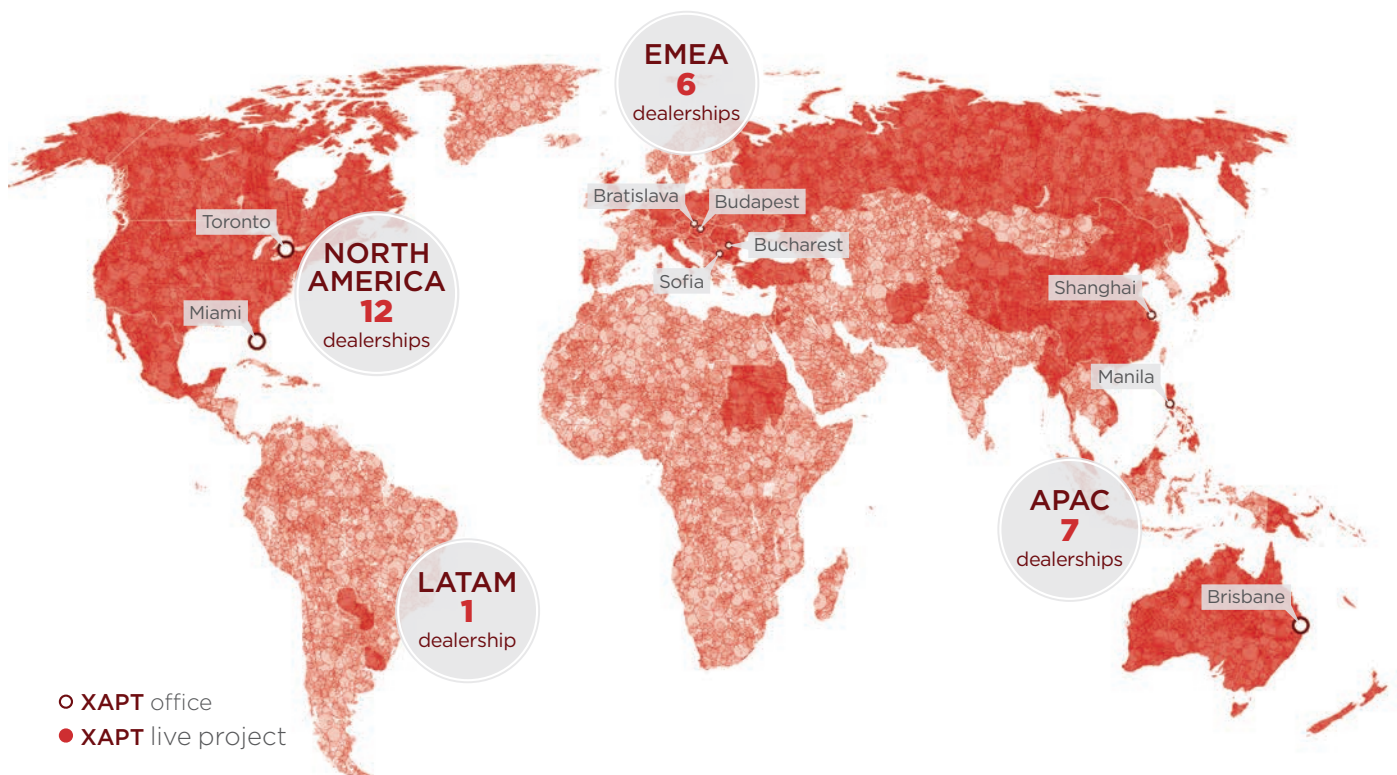 EMEA
6
dealerships
Bratislava
Budapest
Toronto
Bucharest
NORTH
AMERICA
12
dealerships
Sofia
Shanghai
Miami
Manila
APAC
7
dealerships
LATAM
1
dealership
Brisbane
XAPT office
XAPT live project